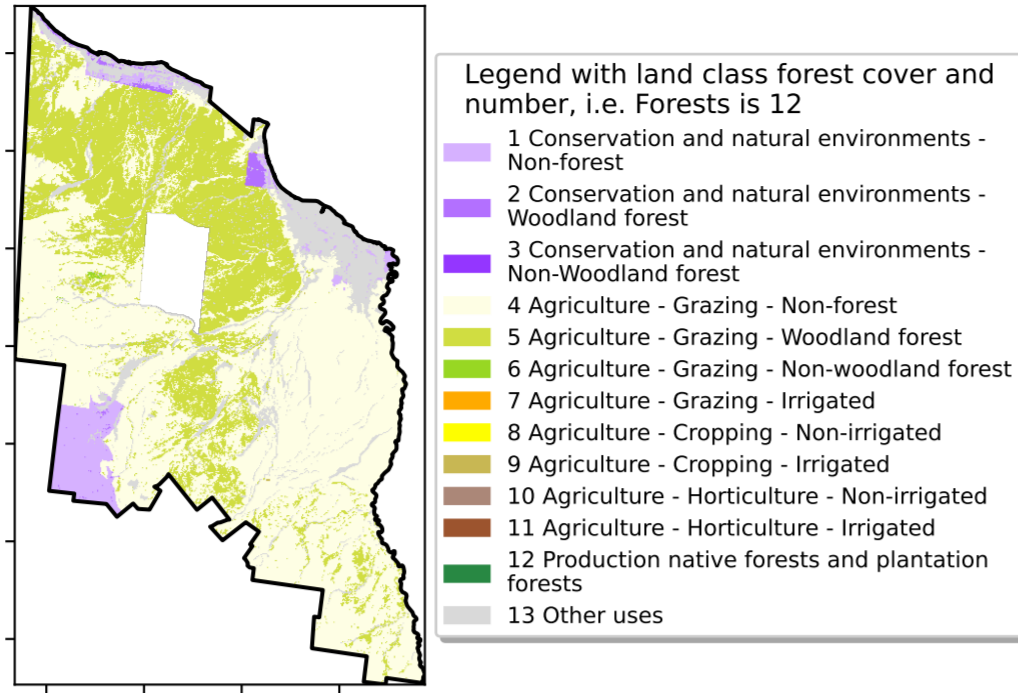 Legend with land class forest cover and
number, i.e. Forests is 12
1 Conservation and natural environments -
Non-forest
2 Conservation and natural environments -
Woodland forest
3 Conservation and natural environments -
Non-Woodland forest
4 Agriculture - Grazing - Non-forest
5 Agriculture - Grazing - Woodland forest
6 Agriculture - Grazing - Non-woodland forest
7 Agriculture - Grazing - Irrigated
8 Agriculture - Cropping - Non-irrigated
9 Agriculture - Cropping - Irrigated
10 Agriculture - Horticulture - Non-irrigated
11 Agriculture - Horticulture - Irrigated
12 Production native forests and plantation
forests
13 Other uses